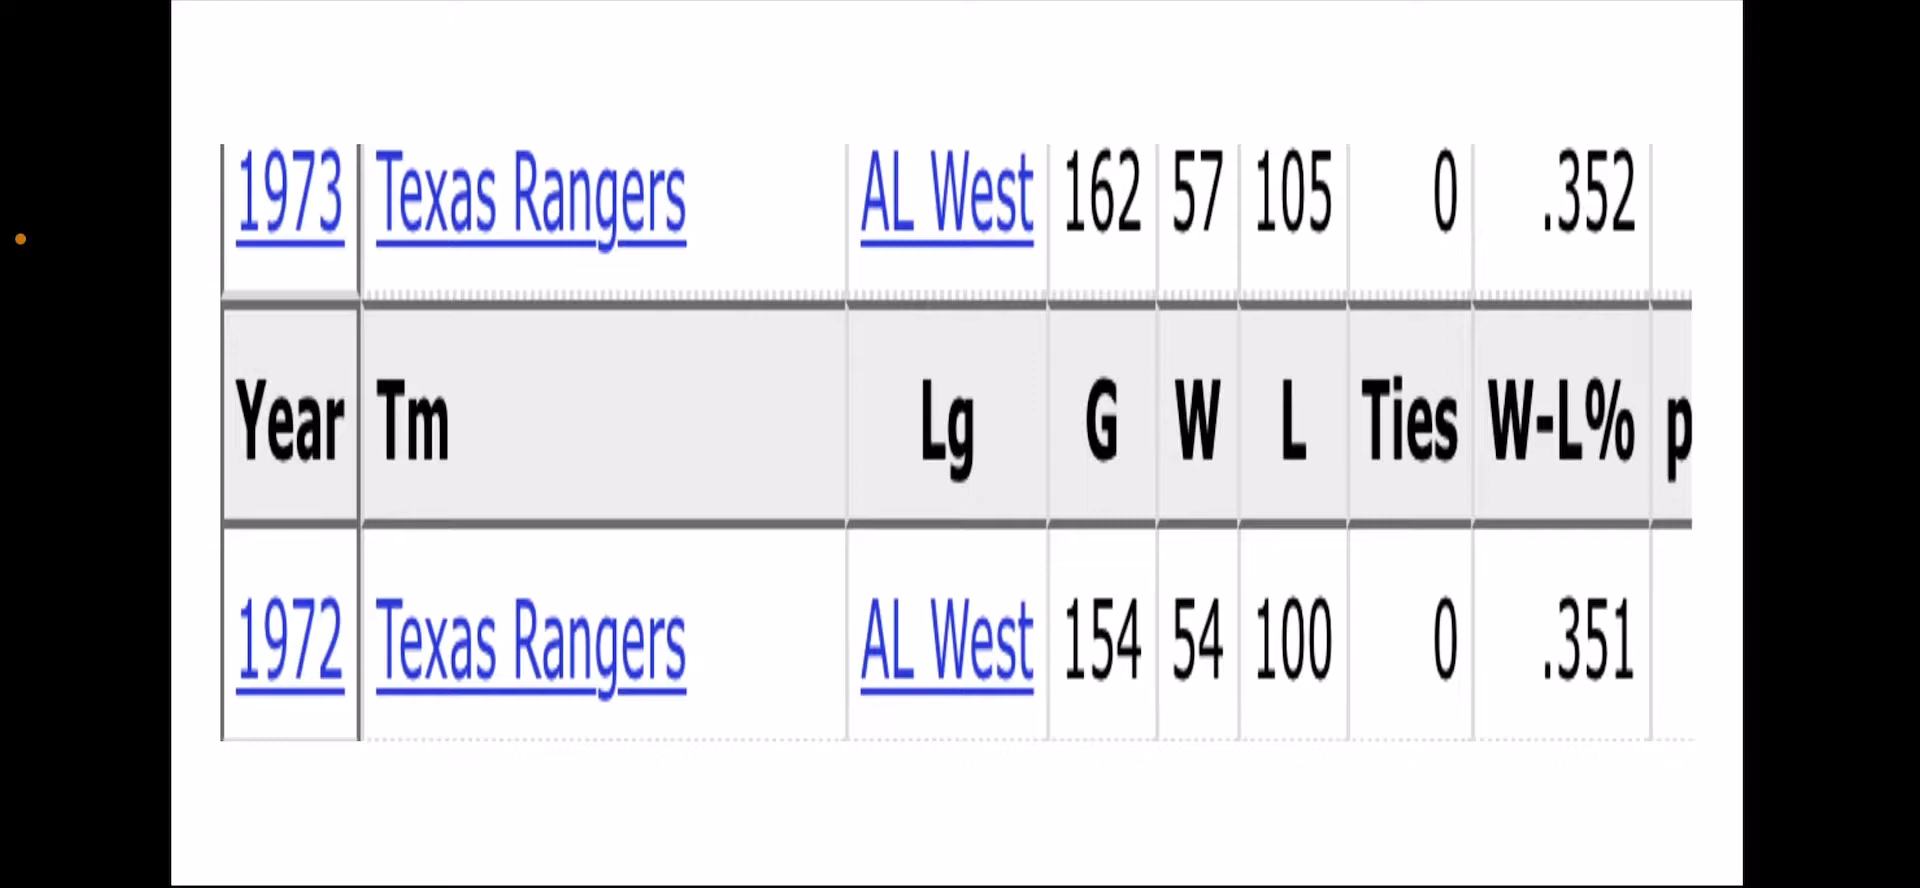 1973 Texas Rangers AL West 162 57 105 0 .352
Year Tm Lg G W L Ties W-L% p
1972 Texas Rangers AL West 154 54 100 0 .351